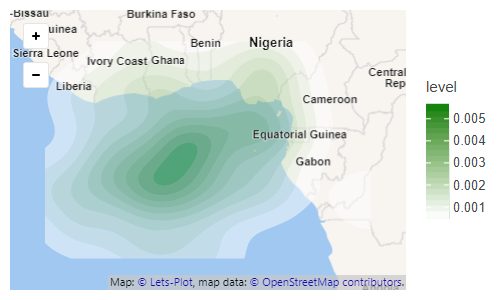 -Bissau
Burkina Faso
uinea
Benin
Nigeria
Sierra Leone
Ivory Coast
Ghana
Central
Rep
Liberia
Cameroon
Equatorial Guinea
Gabon
+
−
level
0.005
0.004
0.003
0.002
0.001
Map: © Lets-Plot, map data: © OpenStreetMap contributors.